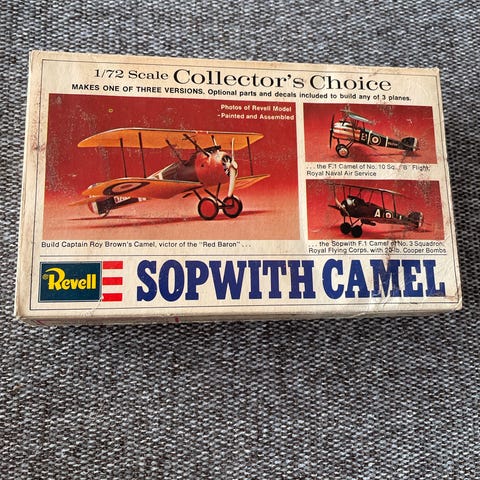 1/72 Scale Collector's Choice
MAKES ONE OF THREE VERSIONS. Optional parts and decals included to build any of 3 planes.
Photos of Revell Model
-Painted and Assembled
Build Captain Roy Brown's Camel, victor of the "Red Baron" . . .
. . . the F.1 Camel of No. 10 Sq., "B" Flight,
Royal Naval Air Service
. . . the Sopwith F.1 Camel of No. 3 Squadron,
Royal Flying Corps, with 20-lb. Cooper Bombs
Revell
SOPWITH CAMEL